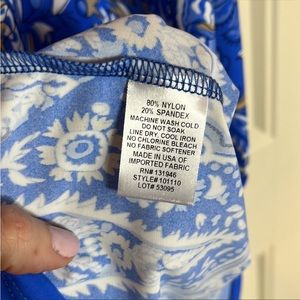 80% NYLON
20% SPANDEX
MACHINE WASH COLD
DO NOT SOAK
LINE DRY, COOL IRON
NO CHLORINE BLEACH
NO FABRIC SOFTENER
MADE IN USA OF
IMPORTED FABRIC
RN# 131946
STYLE# 101110
LOT# 53095